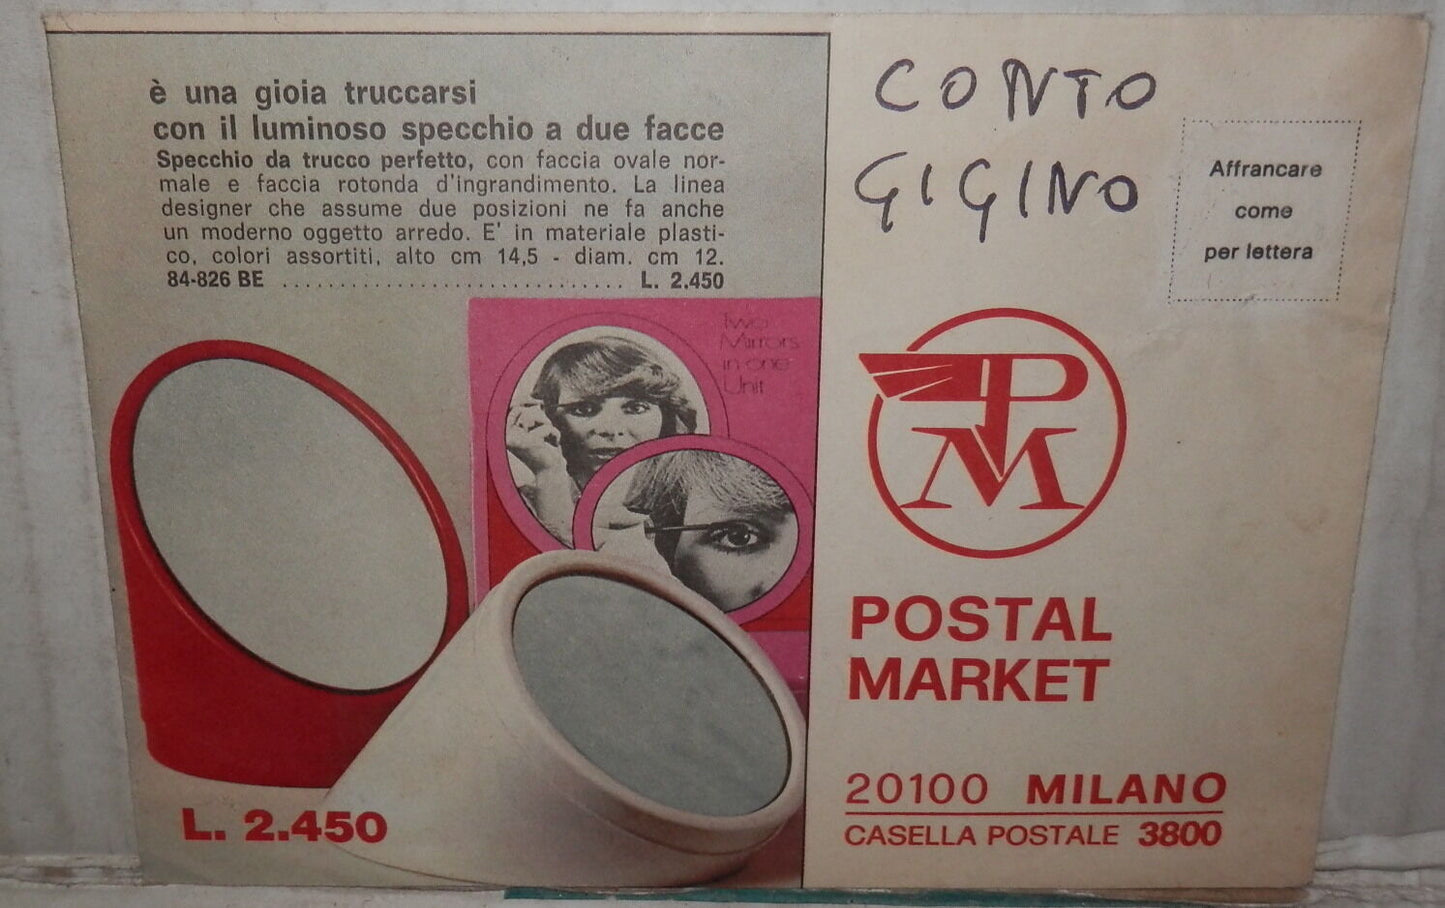 è una gioia truccarsi
con il luminoso specchio a due facce
Specchio da trucco perfetto, con faccia ovale nor-
male e faccia rotonda d'ingrandimento. La linea
designer che assume due posizioni ne fa anche
un moderno oggetto arredo. E' in materiale plasti-
co, colori assortiti, alto cm 14,5 - diam. cm 12.
84-826 BE .............................. L. 2.450
Two
Mirrors
in one
Unit
L. 2.450
CONTO
GIGINO
Affrancare
come
per lettera
PM
POSTAL
MARKET
20100 MILANO
CASELLA POSTALE 3800